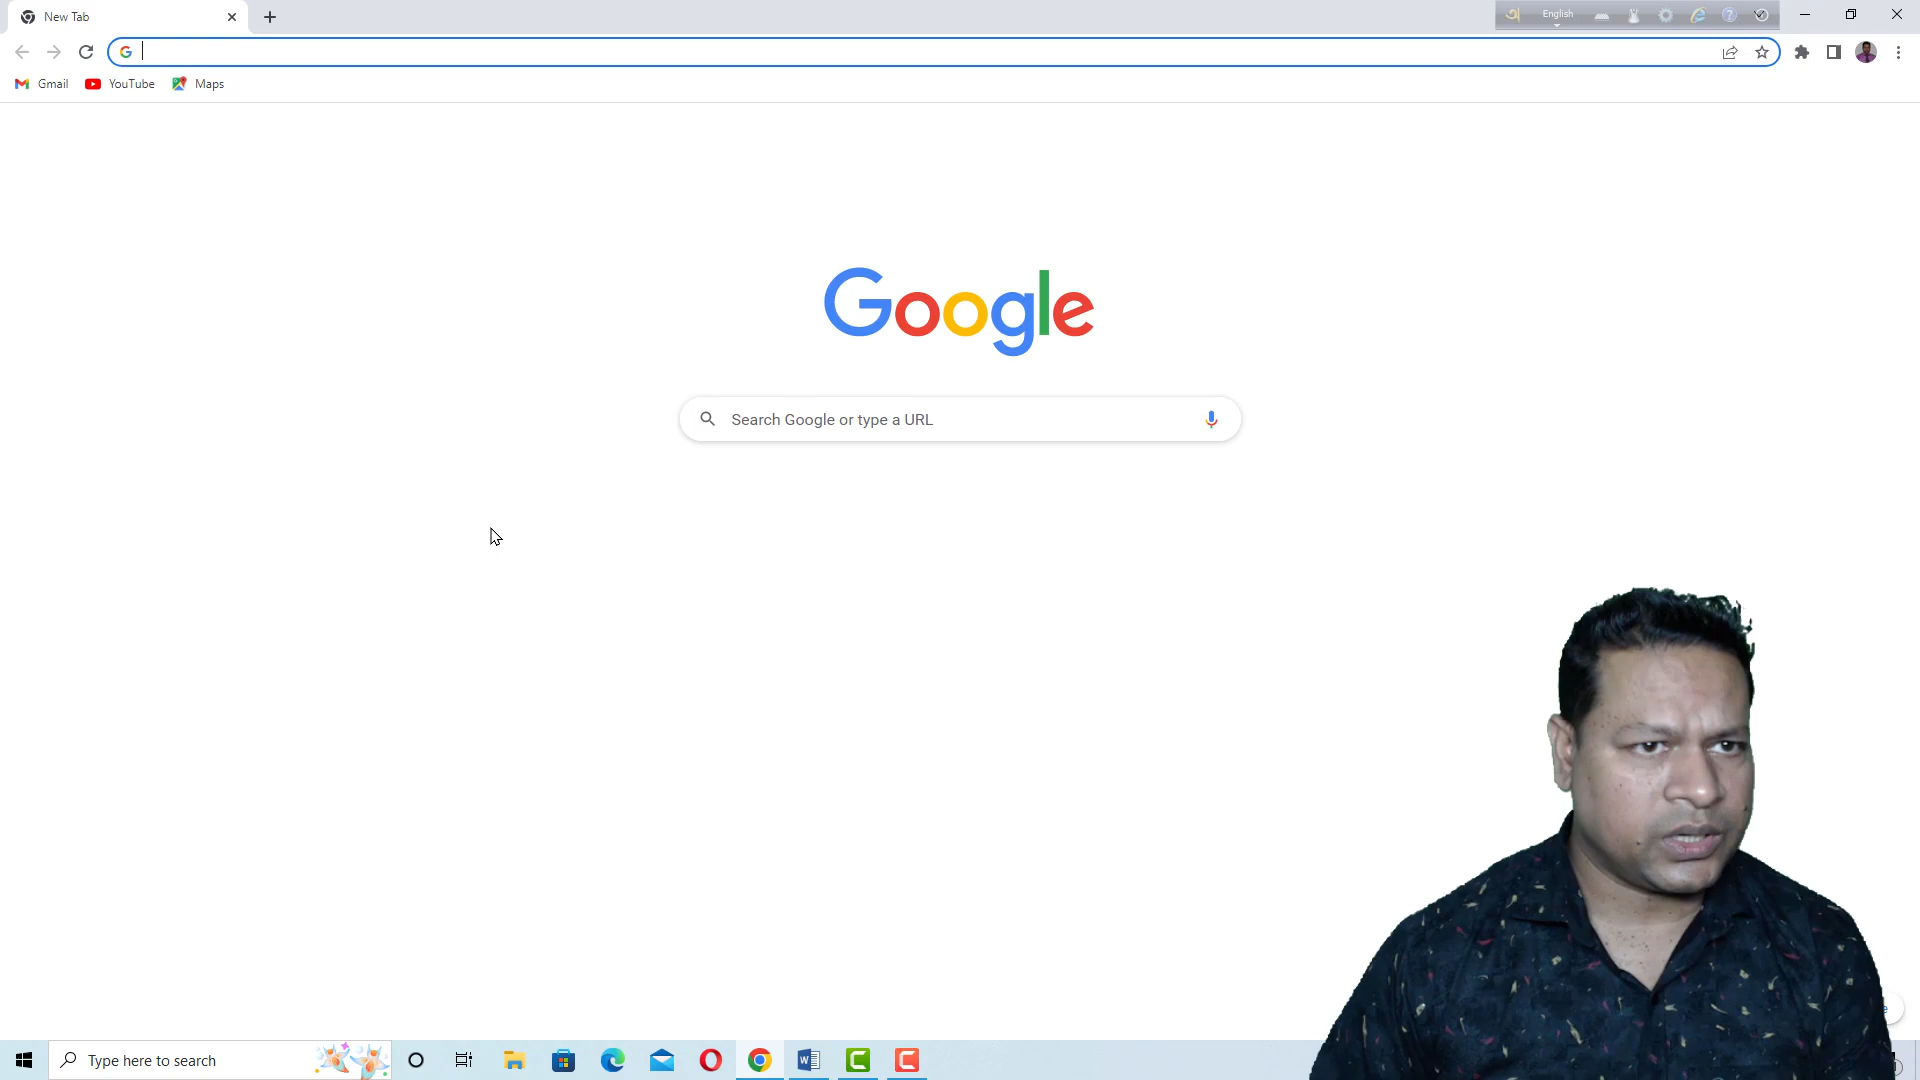 New Tab
অ English
Gmail YouTube Maps
Google
Search Google or type a URL
Type here to search